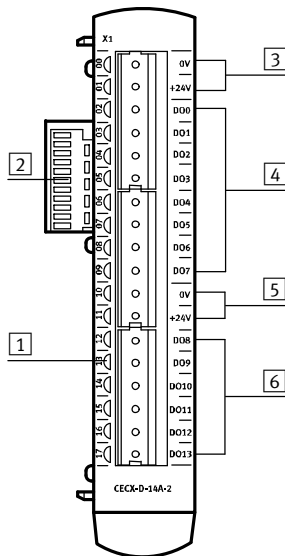 X1
00 0V 3
01 +24V
02 DO0
03 DO1
04 DO2
2 05 DO3 4
06 DO4
07 DO5
08 DO6
09 DO7
10 0V 5
11 +24V
12 DO8
1 13 DO9
14 DO10 6
15 DO11
16 DO12
17 DO13
CECX-D-14A-2